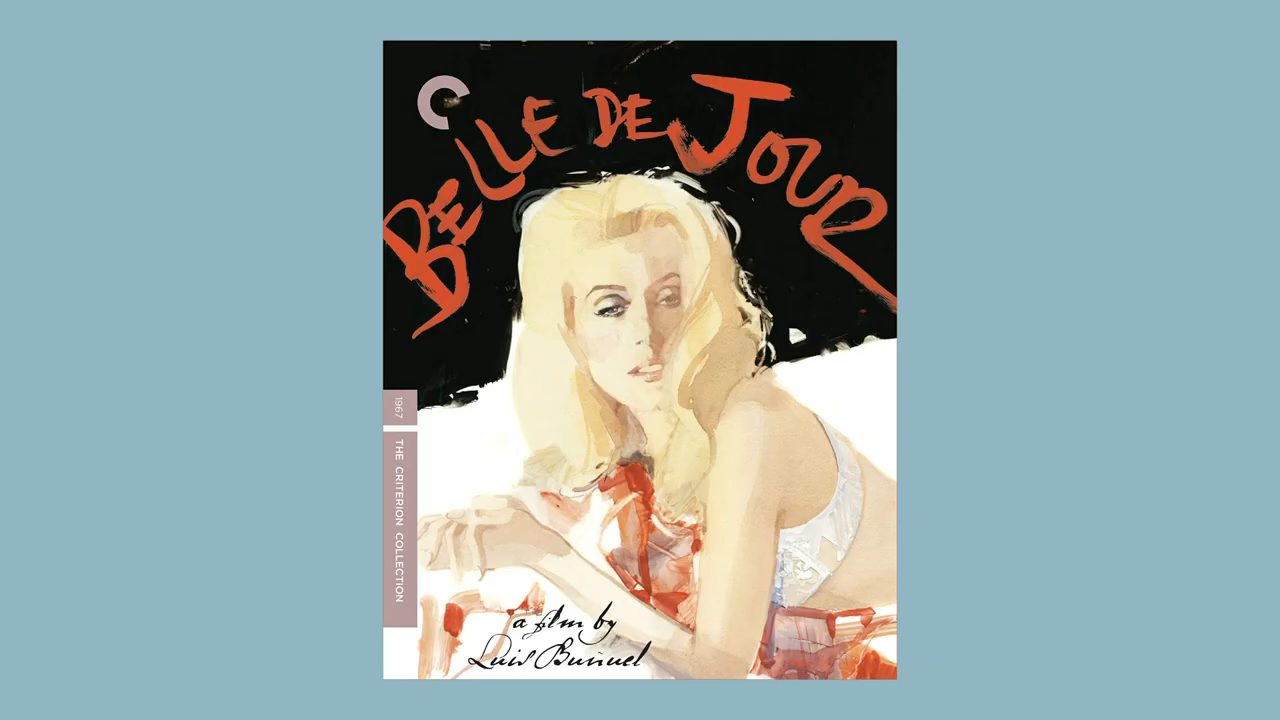 BELLE DE JOUR
1967
THE CRITERION COLLECTION
a film by
Luis Buñuel